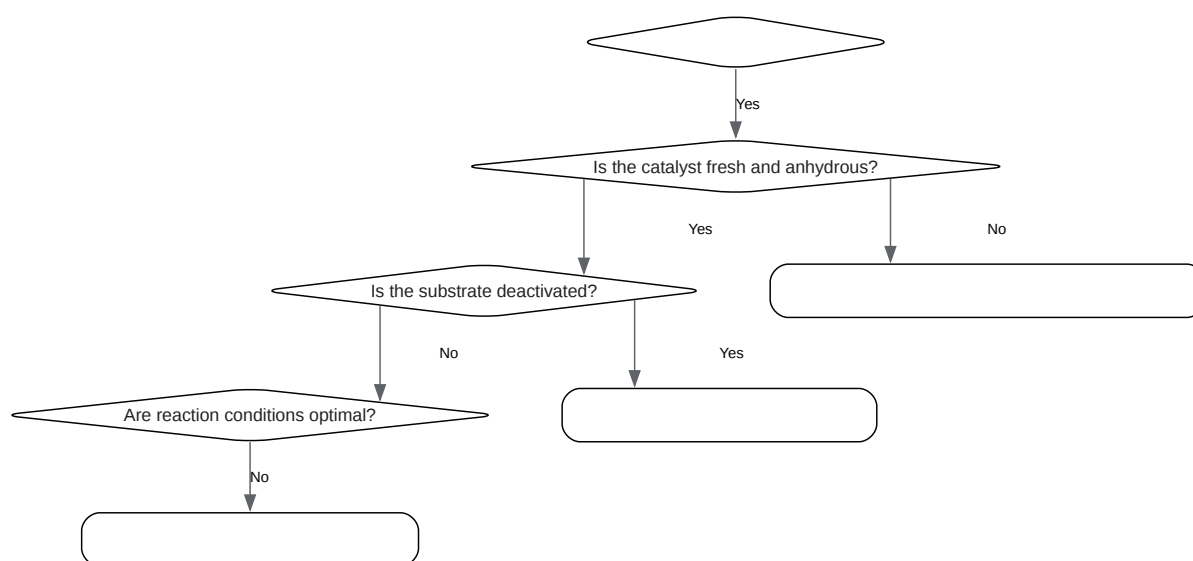 Yes
Is the catalyst fresh and anhydrous?
Yes
No
Is the substrate deactivated?
No
Yes
Are reaction conditions optimal?
No